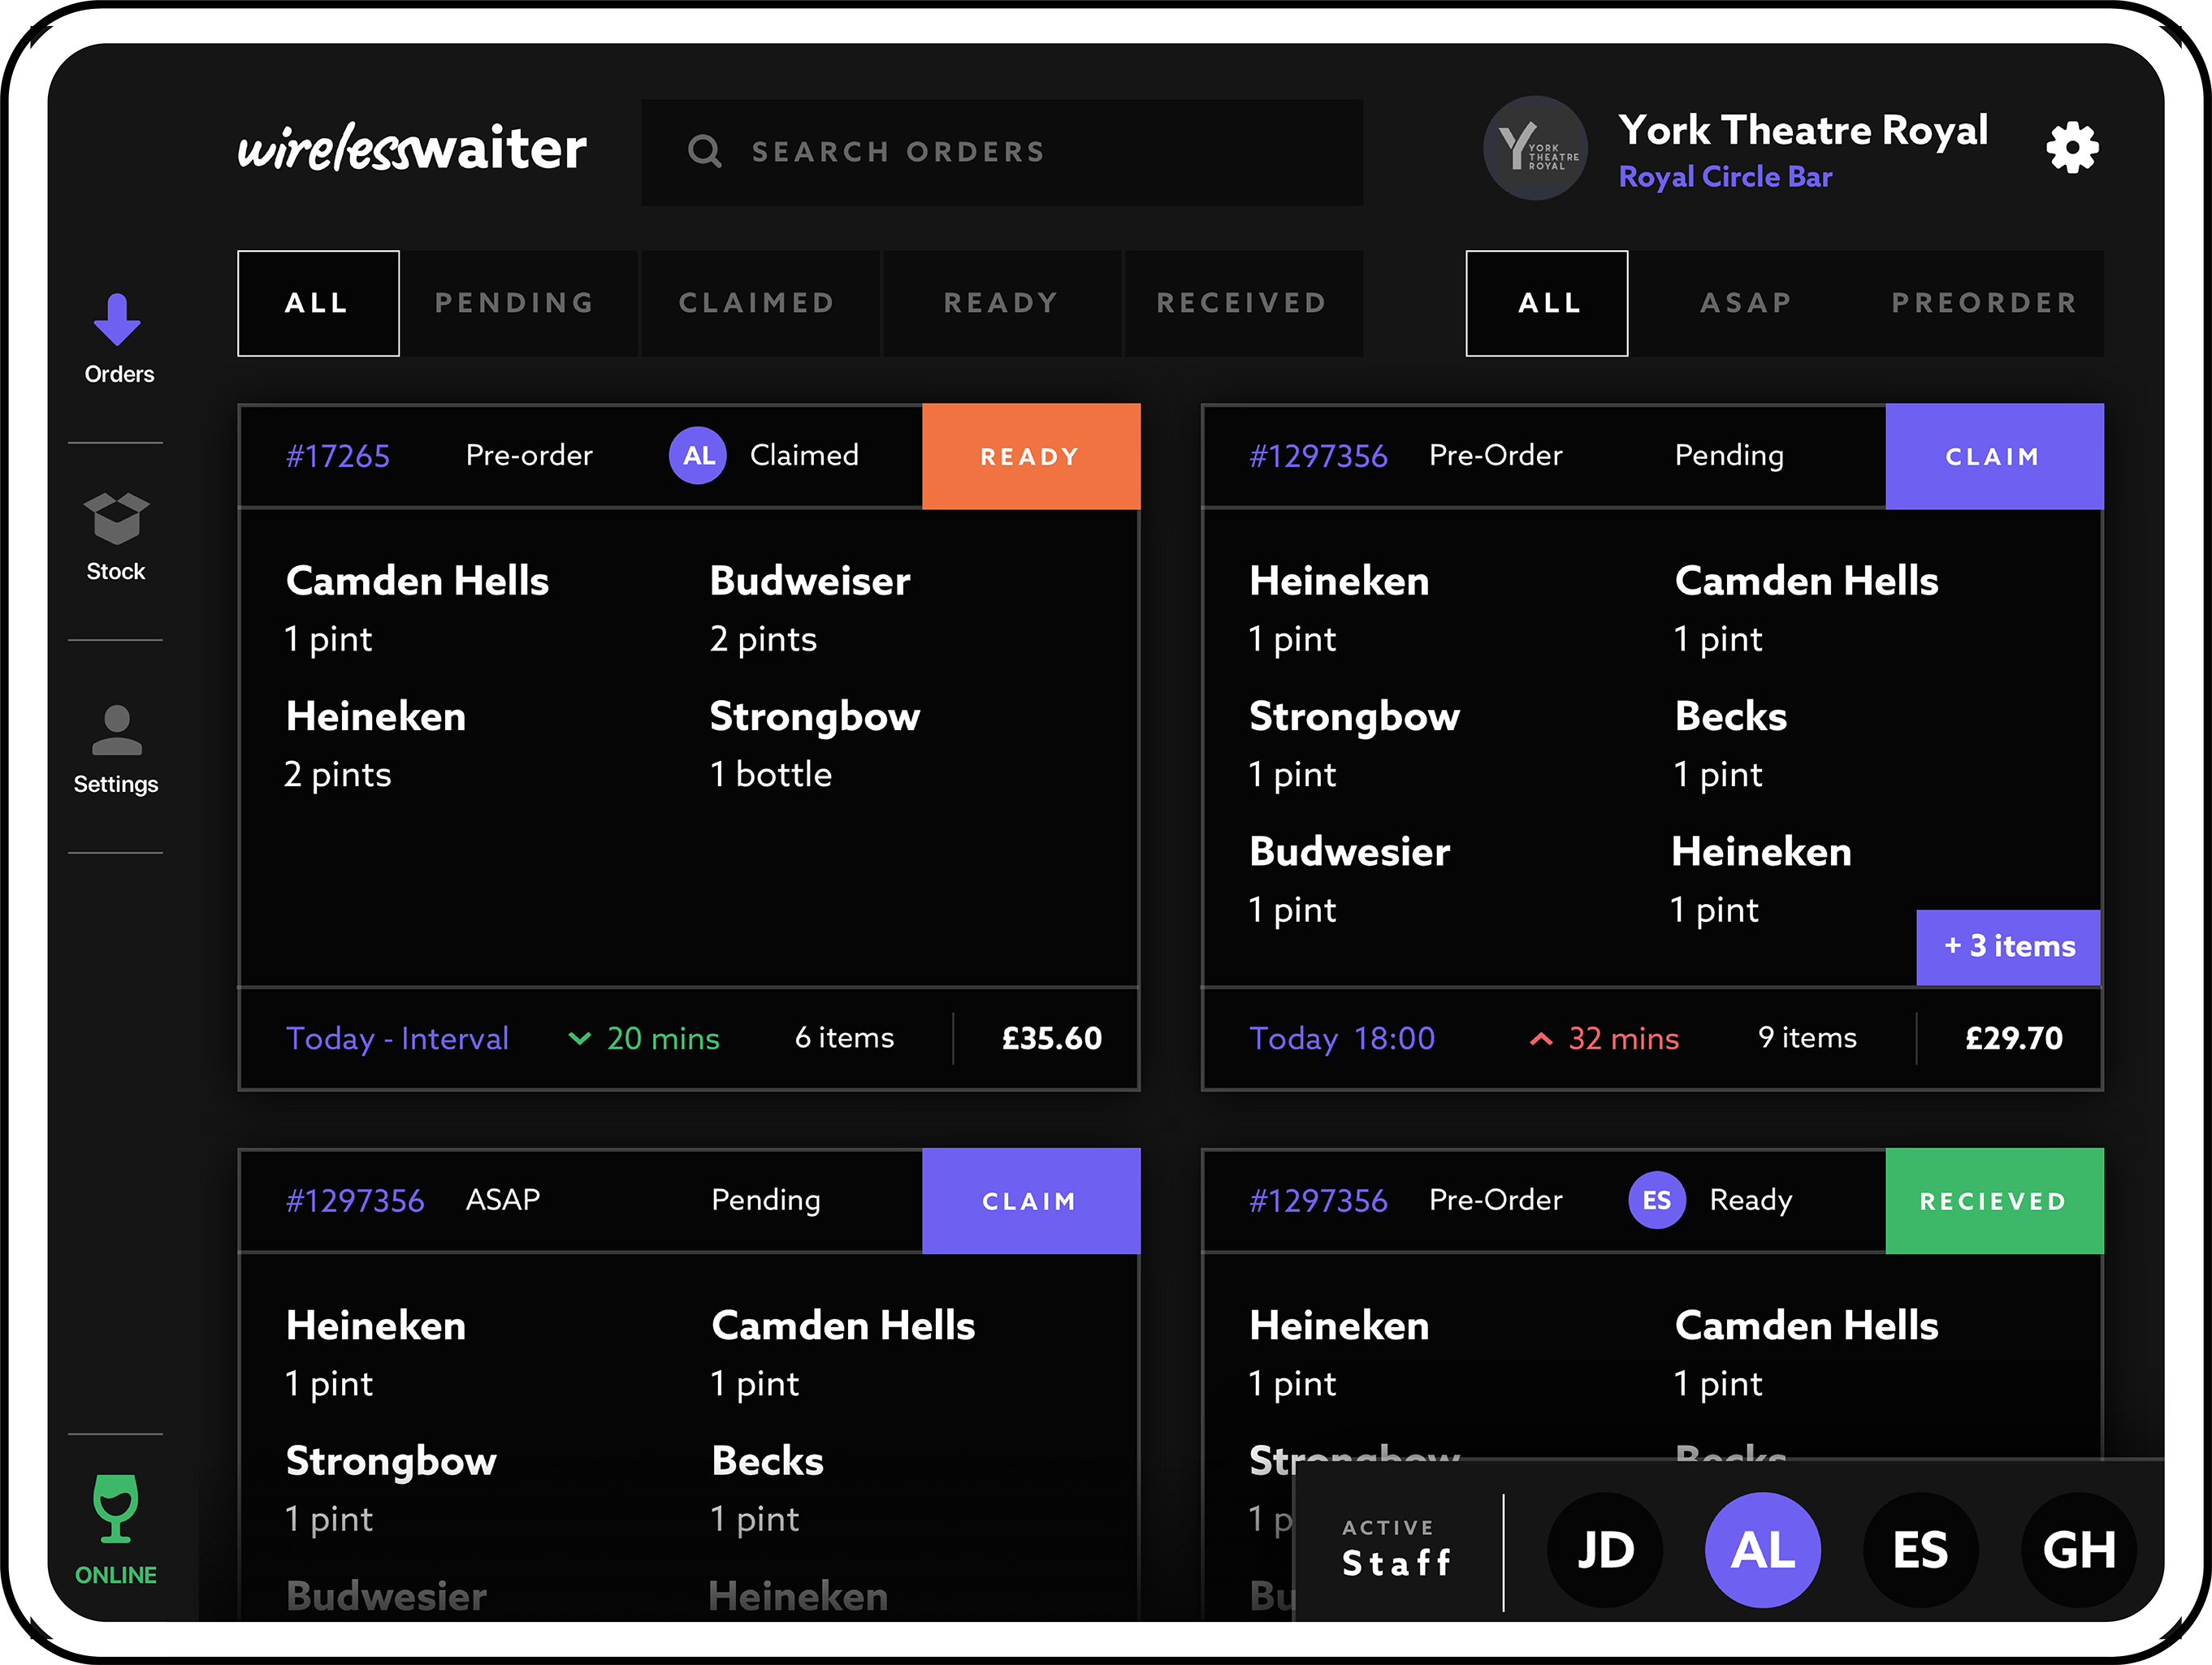 wirelesswaiter
SEARCH ORDERS
YORK
THEATRE
ROYAL
York Theatre Royal
Royal Circle Bar
ALL PENDING CLAIMED READY RECEIVED
ALL ASAP PREORDER
Orders
Stock
Settings
ONLINE
#17265 Pre-order AL Claimed READY
Camden Hells Budweiser
1 pint 2 pints
Heineken Strongbow
2 pints 1 bottle
Today - Interval 20 mins 6 items £35.60
#1297356 Pre-Order Pending CLAIM
Heineken Camden Hells
1 pint 1 pint
Strongbow Becks
1 pint 1 pint
Budwesier Heineken
1 pint 1 pint
+ 3 items
Today 18:00 32 mins 9 items £29.70
#1297356 ASAP Pending CLAIM
Heineken Camden Hells
1 pint 1 pint
Strongbow Becks
1 pint 1 pint
Budwesier Heineken
#1297356 Pre-Order ES Ready RECIEVED
Heineken Camden Hells
1 pint 1 pint
Strongbow Becks
1 p
Bu
ACTIVE
Staff
JD AL ES GH